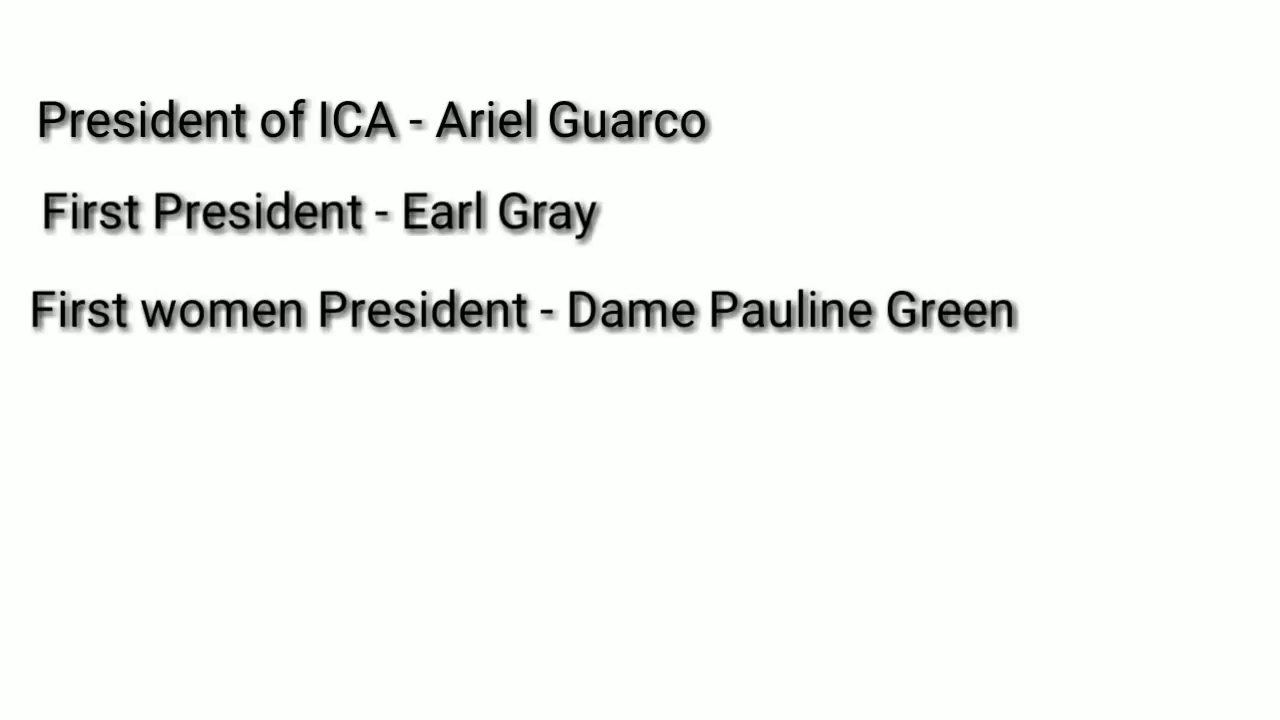 President of ICA - Ariel Guarco
First President - Earl Gray
First women President - Dame Pauline Green